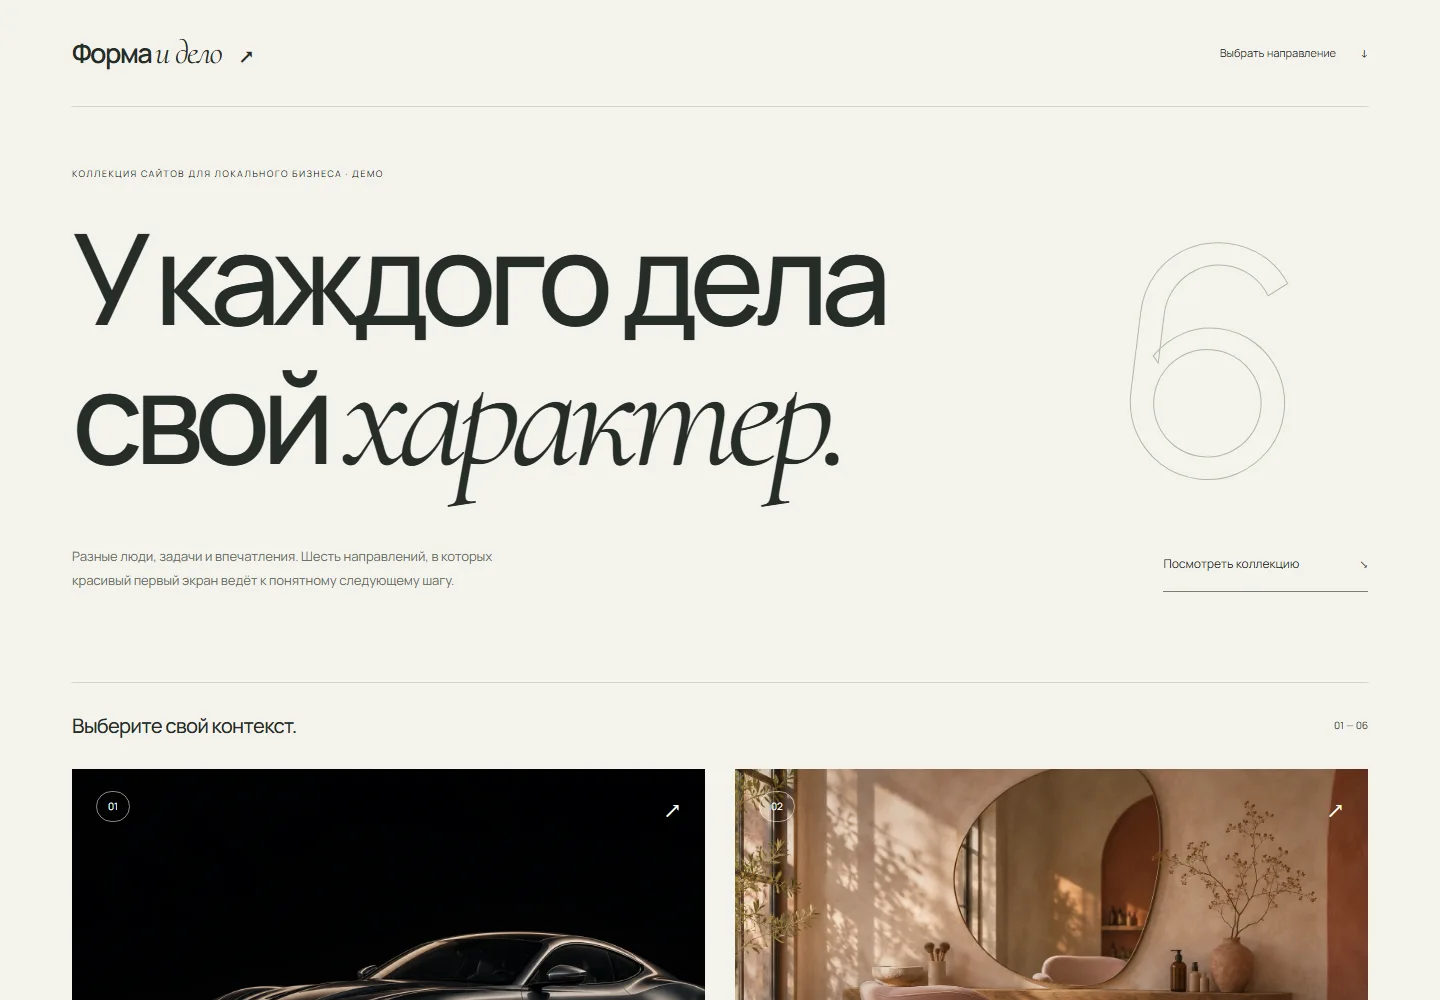 Форма и дело ↗
Выбрать направление ↓
КОЛЛЕКЦИЯ САЙТОВ ДЛЯ ЛОКАЛЬНОГО БИЗНЕСА · ДЕМО
У каждого дела
свой характер.
6
Разные люди, задачи и впечатления. Шесть направлений, в которых
красивый первый экран ведёт к понятному следующему шагу.
Посмотреть коллекцию ↘
Выберите свой контекст.
01 — 06
01 ↗
02 ↗